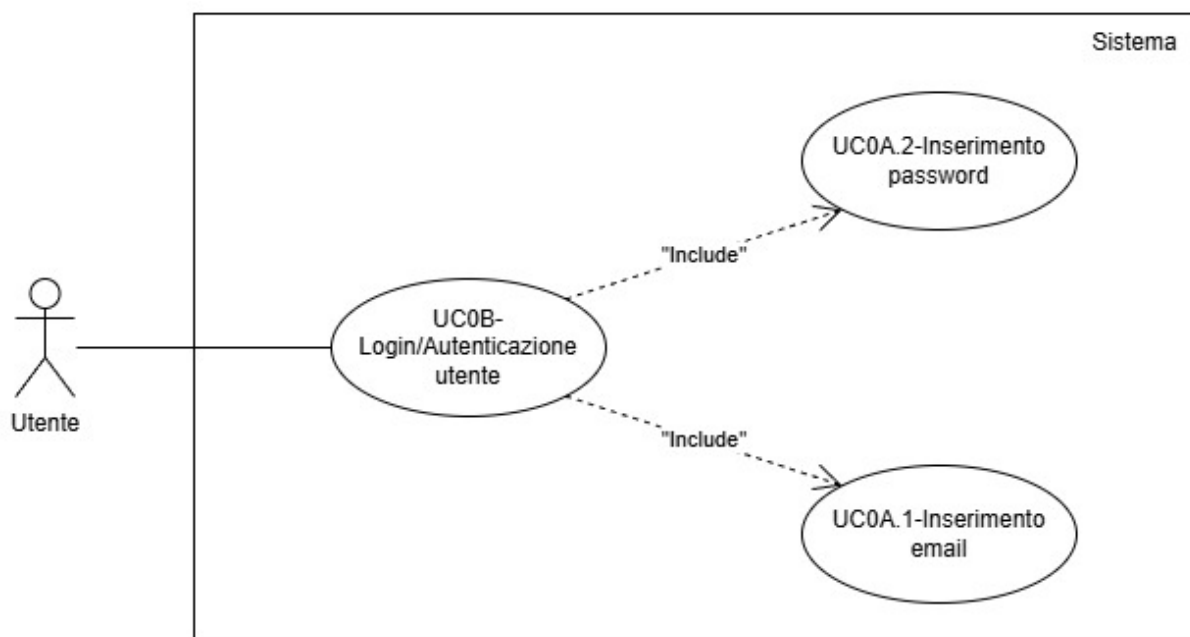 Sistema
UC0A.2-Inserimento
password
"Include"
UC0B-
Login/Autenticazione
utente
Utente
"Include"
UC0A.1-Inserimento
email